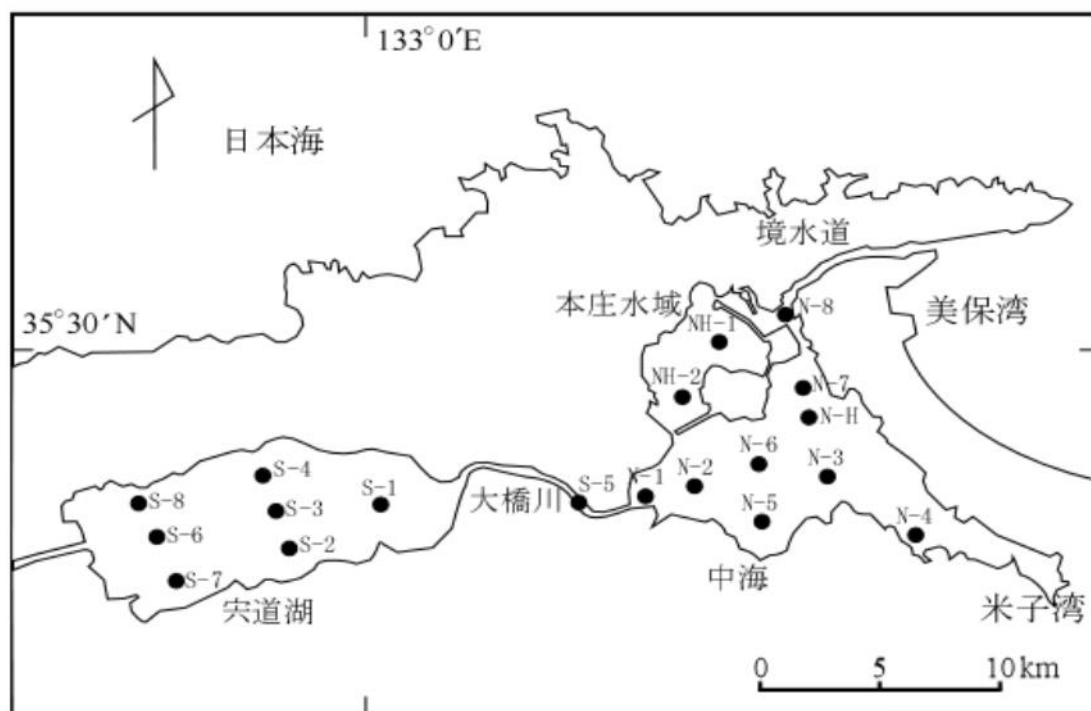 133°0′E
日本海
境水道
本庄水域
N-8
美保湾
35°30′N
NH-1
NH-2
N-7
N-H
N-6
N-3
S-4
S-8
S-3
S-1
大橋川
S-5
N-1
N-2
N-5
N-4
S-6
S-2
S-7
宍道湖
中海
米子湾
0 5 10km